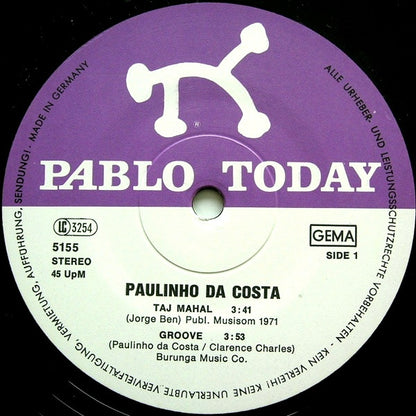 ®
PABLO TODAY
LC 3254
5155
STEREO
45 UpM
GEMA
SIDE 1
PAULINHO DA COSTA
TAJ MAHAL 3:41
(Jorge Ben) Publ. Musisom 1971
GROOVE 3:53
(Paulinho da Costa / Clarence Charles)
Burunga Music Co.
ALLE URHEBER- UND LEISTUNGSSCHUTZRECHTE VORBEHALTEN - KEIN VERLEIH! KEINE UNERLAUBTE VERVIELFÄLTIGUNG, VERMIETUNG, AUFFÜHRUNG, SENDUNG! · MADE IN GERMANY